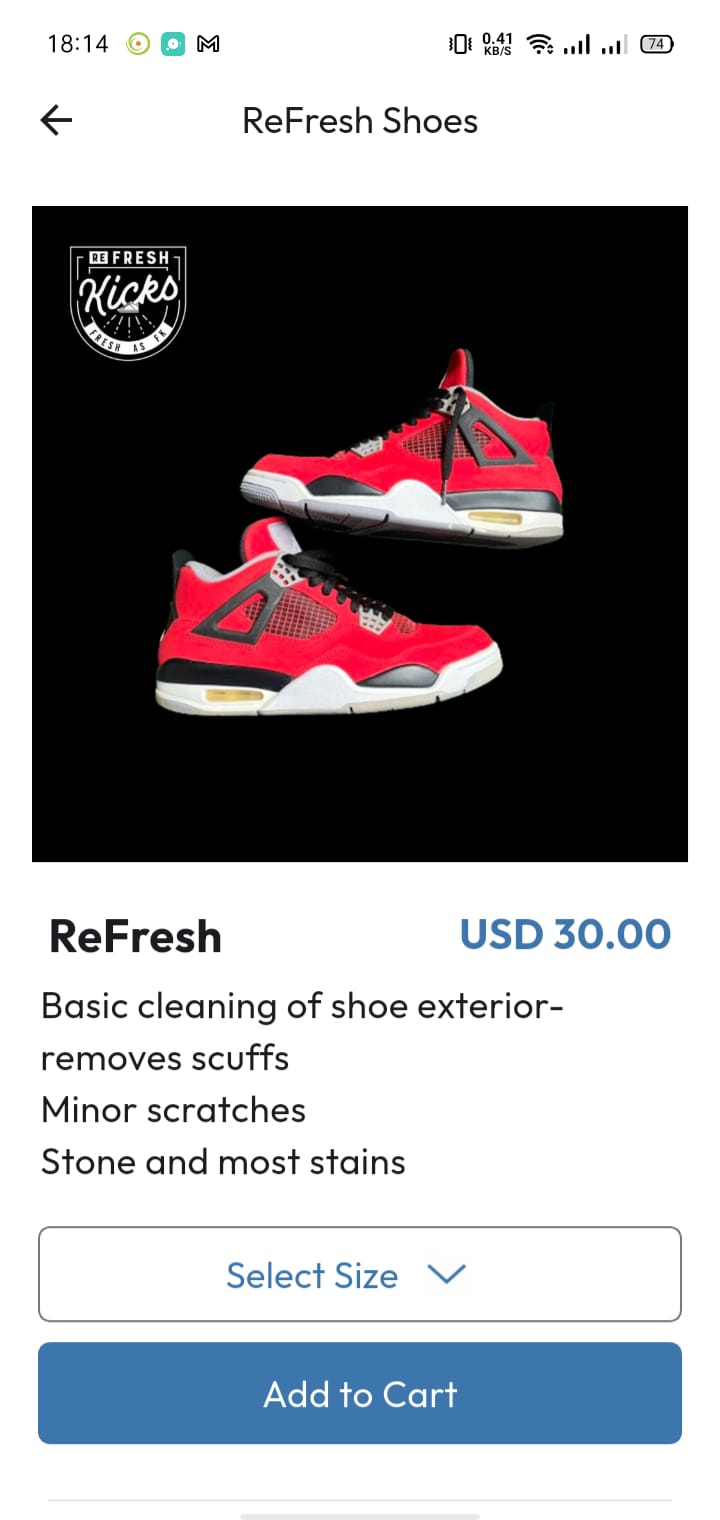 18:14
0.41
KB/S
74
ReFresh Shoes
RE FRESH
Kicks
FRESH AS FK
ReFresh
USD 30.00
Basic cleaning of shoe exterior-
removes scuffs
Minor scratches
Stone and most stains
Select Size
Add to Cart